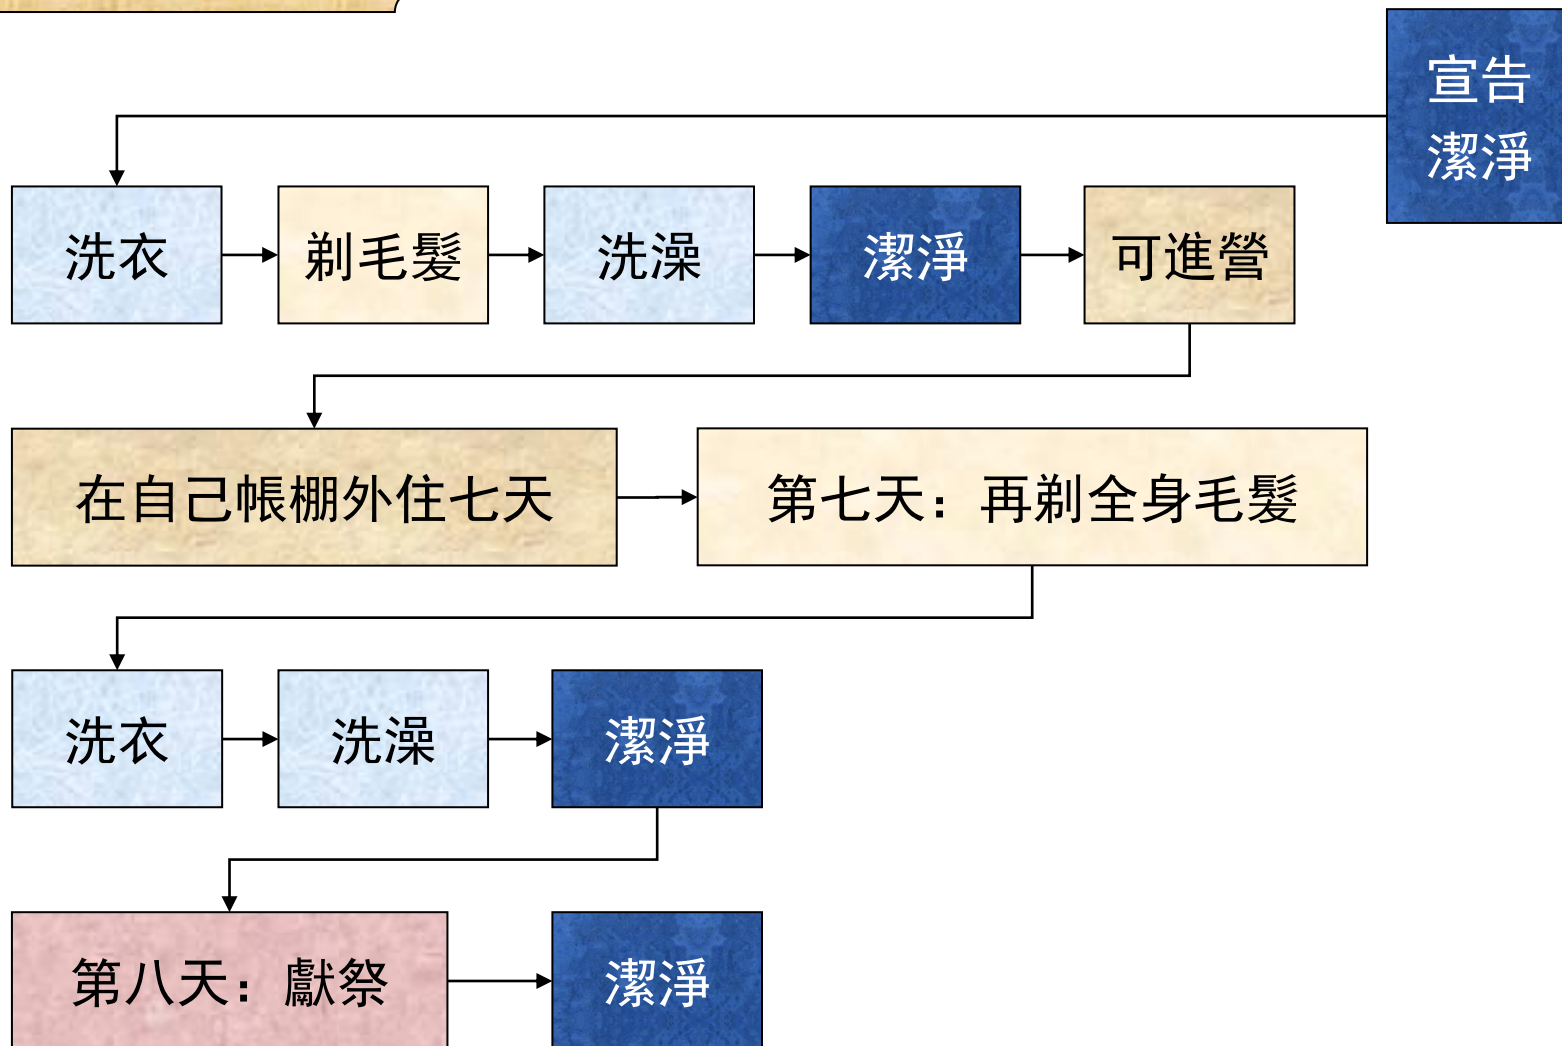 宣告
潔淨
洗衣
剃毛髮
洗澡
潔淨
可進營
在自己帳棚外住七天
第七天：再剃全身毛髮
洗衣
洗澡
潔淨
第八天：獻祭
潔淨